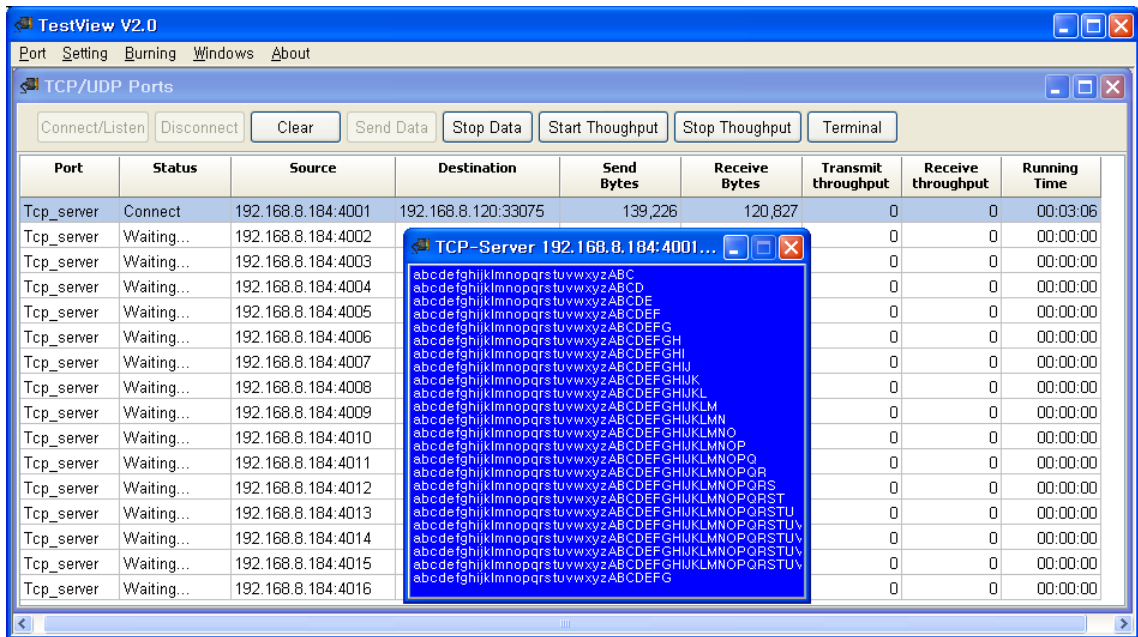 TestView V2.0
Port Setting Burning Windows About
TCP/UDP Ports
Connect/Listen Disconnect Clear Send Data Stop Data Start Thoughput Stop Thoughput Terminal
Port Status Source Destination Send Bytes Receive Bytes Transmit throughput Receive throughput Running Time
Tcp_server Connect 192.168.8.184:4001 192.168.8.120:33075 139,226 120,827 0 0 00:03:06
Tcp_server Waiting... 192.168.8.184:4002 0 0 00:00:00
Tcp_server Waiting... 192.168.8.184:4003 0 0 00:00:00
Tcp_server Waiting... 192.168.8.184:4004 0 0 00:00:00
Tcp_server Waiting... 192.168.8.184:4005 0 0 00:00:00
Tcp_server Waiting... 192.168.8.184:4006 0 0 00:00:00
Tcp_server Waiting... 192.168.8.184:4007 0 0 00:00:00
Tcp_server Waiting... 192.168.8.184:4008 0 0 00:00:00
Tcp_server Waiting... 192.168.8.184:4009 0 0 00:00:00
Tcp_server Waiting... 192.168.8.184:4010 0 0 00:00:00
Tcp_server Waiting... 192.168.8.184:4011 0 0 00:00:00
Tcp_server Waiting... 192.168.8.184:4012 0 0 00:00:00
Tcp_server Waiting... 192.168.8.184:4013 0 0 00:00:00
Tcp_server Waiting... 192.168.8.184:4014 0 0 00:00:00
Tcp_server Waiting... 192.168.8.184:4015 0 0 00:00:00
Tcp_server Waiting... 192.168.8.184:4016 0 0 00:00:00
TCP-Server 192.168.8.184:4001...
abcdefghijklmnopqrstuvwxyzABC
abcdefghijklmnopqrstuvwxyzABCD
abcdefghijklmnopqrstuvwxyzABCDE
abcdefghijklmnopqrstuvwxyzABCDEF
abcdefghijklmnopqrstuvwxyzABCDEFG
abcdefghijklmnopqrstuvwxyzABCDEFGH
abcdefghijklmnopqrstuvwxyzABCDEFGHI
abcdefghijklmnopqrstuvwxyzABCDEFGHIJ
abcdefghijklmnopqrstuvwxyzABCDEFGHIJK
abcdefghijklmnopqrstuvwxyzABCDEFGHIJKL
abcdefghijklmnopqrstuvwxyzABCDEFGHIJKLM
abcdefghijklmnopqrstuvwxyzABCDEFGHIJKLMN
abcdefghijklmnopqrstuvwxyzABCDEFGHIJKLMNO
abcdefghijklmnopqrstuvwxyzABCDEFGHIJKLMNOP
abcdefghijklmnopqrstuvwxyzABCDEFGHIJKLMNOPQ
abcdefghijklmnopqrstuvwxyzABCDEFGHIJKLMNOPQR
abcdefghijklmnopqrstuvwxyzABCDEFGHIJKLMNOPQRS
abcdefghijklmnopqrstuvwxyzABCDEFGHIJKLMNOPQRST
abcdefghijklmnopqrstuvwxyzABCDEFGHIJKLMNOPQRSTU
abcdefghijklmnopqrstuvwxyzABCDEFGHIJKLMNOPQRSTUV
abcdefghijklmnopqrstuvwxyzABCDEFGHIJKLMNOPQRSTUV
abcdefghijklmnopqrstuvwxyzABCDEFGHIJKLMNOPQRSTUV
abcdefghijklmnopqrstuvwxyzABCDEFGHIJKLMNOPQRSTUV
abcdefghijklmnopqrstuvwxyzABCDEFG